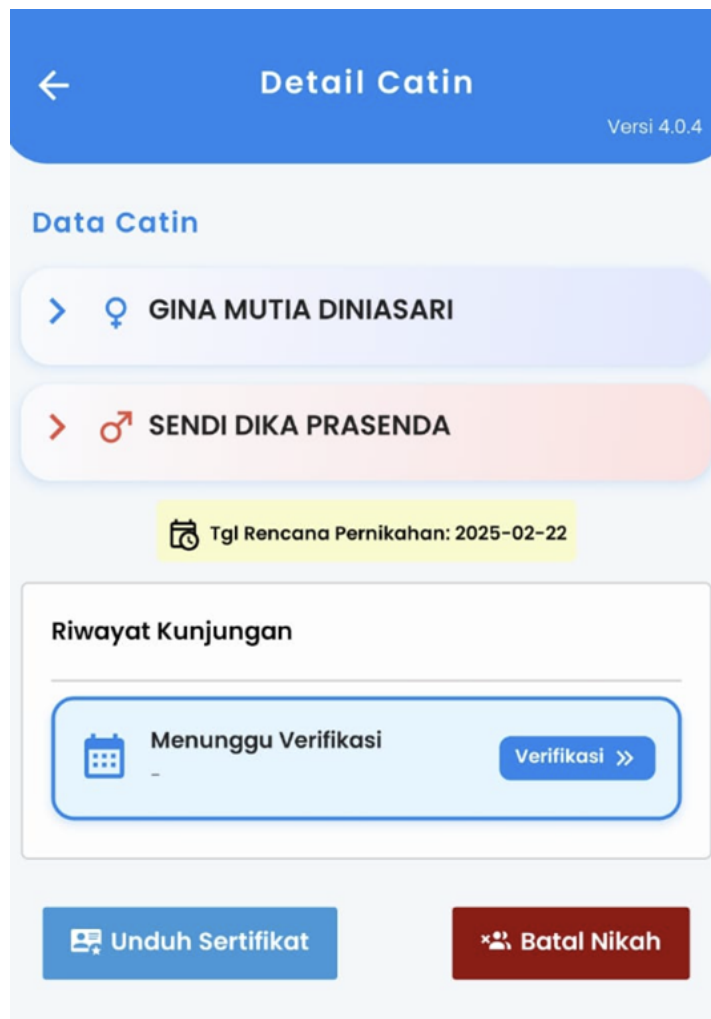 Detail Catin
Versi 4.0.4
Data Catin
GINA MUTIA DINIASARI
SENDI DIKA PRASENDA
Tgl Rencana Pernikahan: 2025-02-22
Riwayat Kunjungan
Menunggu Verifikasi
-
Verifikasi
Unduh Sertifikat
Batal Nikah